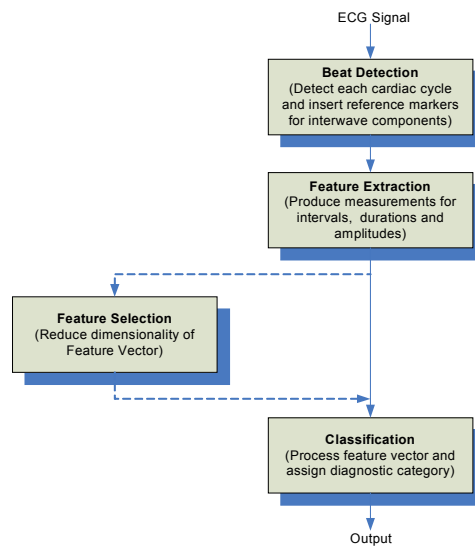 ECG Signal
Beat Detection
(Detect each cardiac cycle
and insert reference markers
for interwave components)
Feature Extraction
(Produce measurements for
intervals, durations and
amplitudes)
Feature Selection
(Reduce dimensionality of
Feature Vector)
Classification
(Process feature vector and
assign diagnostic category)
Output